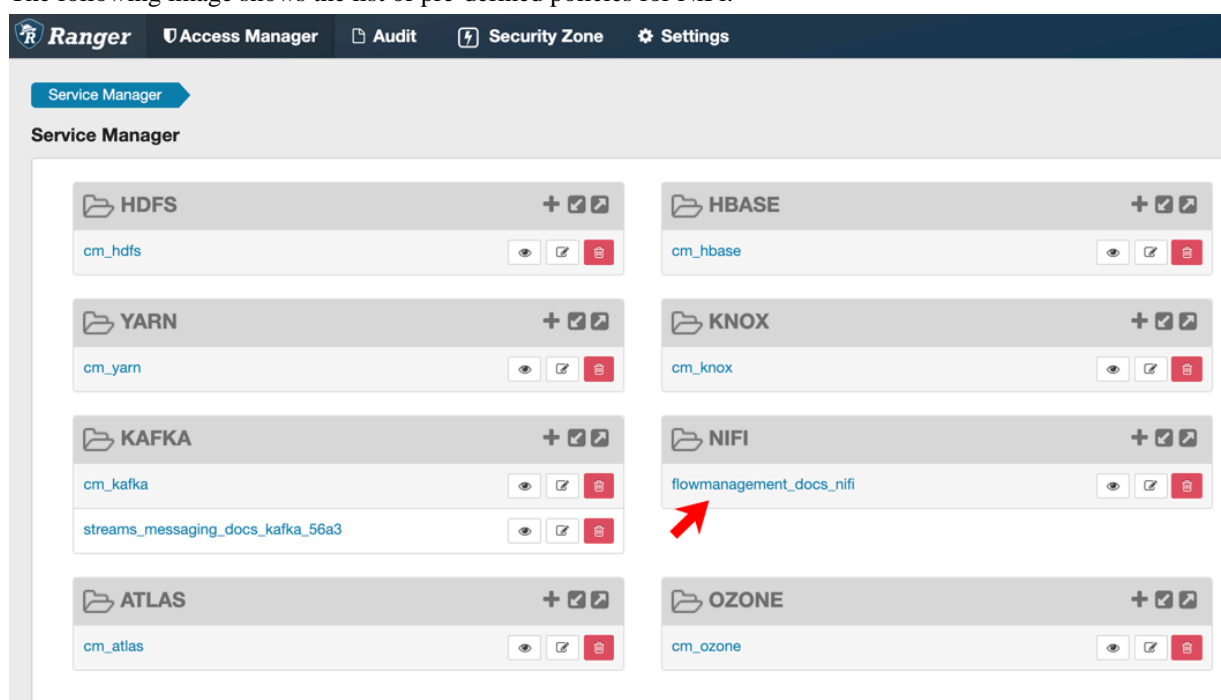 The following image shows the list of pre-defined policies for NiFi.
Ranger Access Manager Audit Security Zone Settings
Service Manager
Service Manager
HDFS
cm_hdfs
HBASE
cm_hbase
YARN
cm_yarn
KNOX
cm_knox
KAFKA
cm_kafka
streams_messaging_docs_kafka_56a3
NIFI
flowmanagement_docs_nifi
ATLAS
cm_atlas
OZONE
cm_ozone